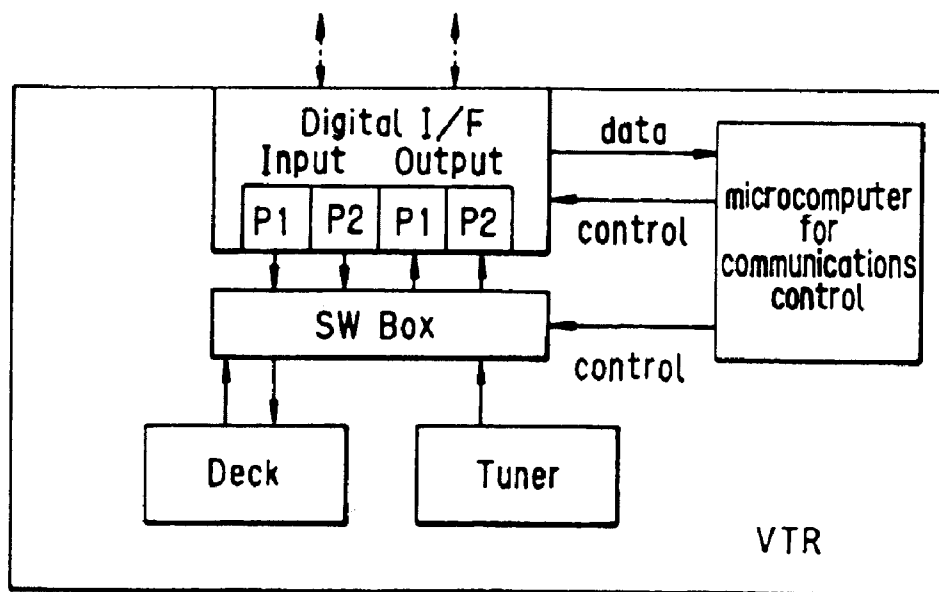 Digital I/F
Input Output
P1 P2 P1 P2
data
control
microcomputer
for
communications
control
SW Box
control
Deck
Tuner
VTR